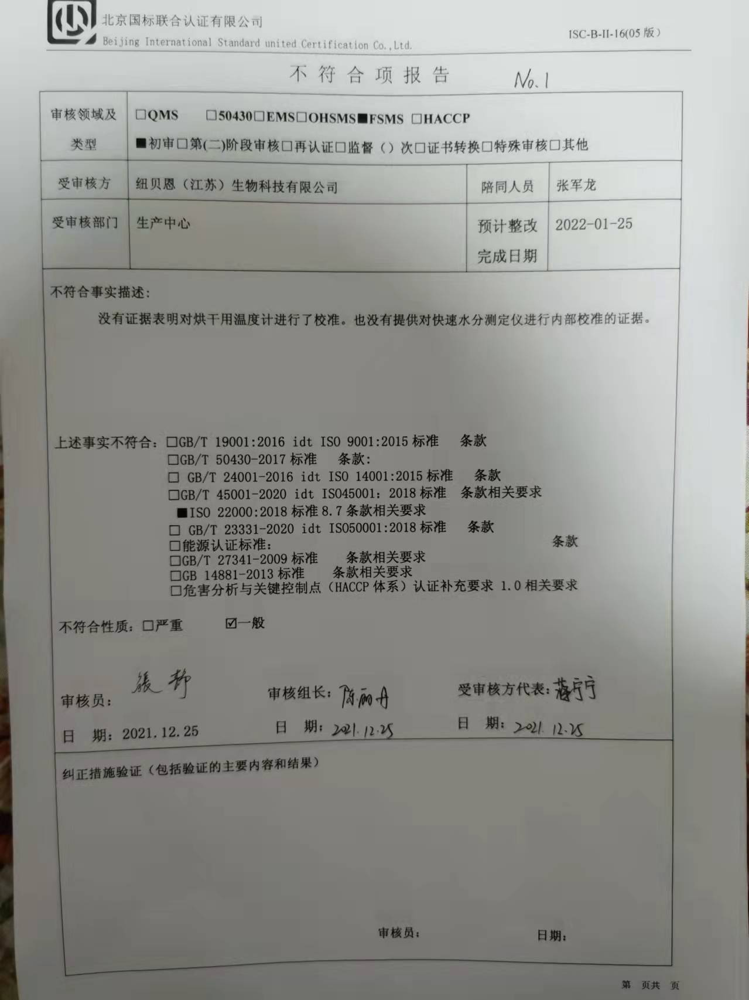 北京国标联合认证有限公司
Beijing International Standard united Certification Co.,Ltd.
ISC-B-II-16(05版)
不符合项报告 No.1
审核领域及类型
□QMS □50430□EMS□OHSMS■FSMS □HACCP
■初审□第(二)阶段审核□再认证□监督（）次□证书转换□特殊审核□其他
受审核方 纽贝恩（江苏）生物科技有限公司 陪同人员 张军龙
受审核部门 生产中心 预计整改完成日期 2022-01-25
不符合事实描述:
没有证据表明对烘干用温度计进行了校准。也没有提供对快速水分测定仪进行内部校准的证据。
上述事实不符合：□GB/T 19001:2016 idt ISO 9001:2015 标准 条款
□GB/T 50430-2017 标准 条款:
□ GB/T 24001-2016 idt ISO 14001:2015 标准 条款
□GB/T 45001-2020 idt ISO45001：2018 标准 条款相关要求
■ISO 22000:2018 标准 8.7 条款相关要求
□ GB/T 23331-2020 idt ISO50001:2018 标准 条款
□能源认证标准: 条款
□GB/T 27341-2009 标准 条款相关要求
□GB 14881-2013 标准 条款相关要求
□危害分析与关键控制点（HACCP 体系）认证补充要求 1.0 相关要求
不符合性质：□严重 ☑一般
审核员： 張静 审核组长： 陈丽丹 受审核方代表: 蒋宁宁
日 期：2021.12.25 日 期：2021.12.25 日 期：2021.12.25
纠正措施验证（包括验证的主要内容和结果）
审核员： 日期：
第 页共 页